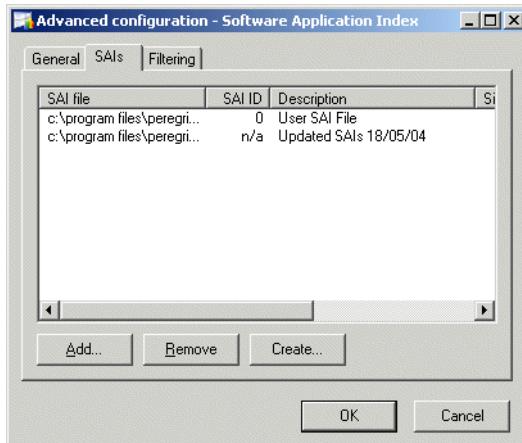 Advanced configuration - Software Application Index
General SAIs Filtering
SAI file SAI ID Description Si
c:\program files\peregri... 0 User SAI File
c:\program files\peregri... n/a Updated SAIs 18/05/04
Add... Remove Create...
OK Cancel